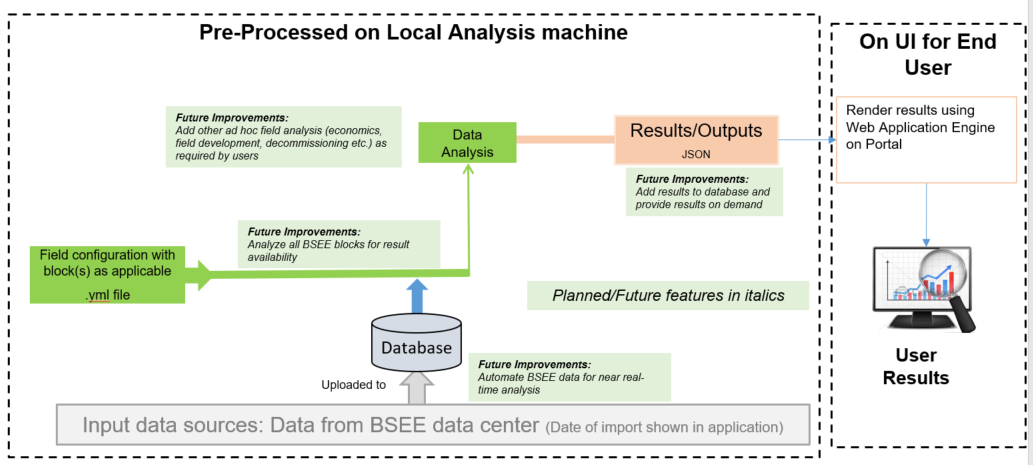 Pre-Processed on Local Analysis machine
On UI for End
User
Future Improvements:
Add other ad hoc field analysis (economics,
field development, decommissioning etc.) as
required by users
Data
Analysis
Results/Outputs
JSON
Render results using
Web Application Engine
on Portal
Future Improvements:
Add results to database and
provide results on demand
Future Improvements:
Analyze all BSEE blocks for result
availability
Field configuration with
block(s) as applicable
.yml file
Planned/Future features in italics
Database
Uploaded to
Future Improvements:
Automate BSEE data for near real-
time analysis
User
Results
Input data sources: Data from BSEE data center (Date of import shown in application)